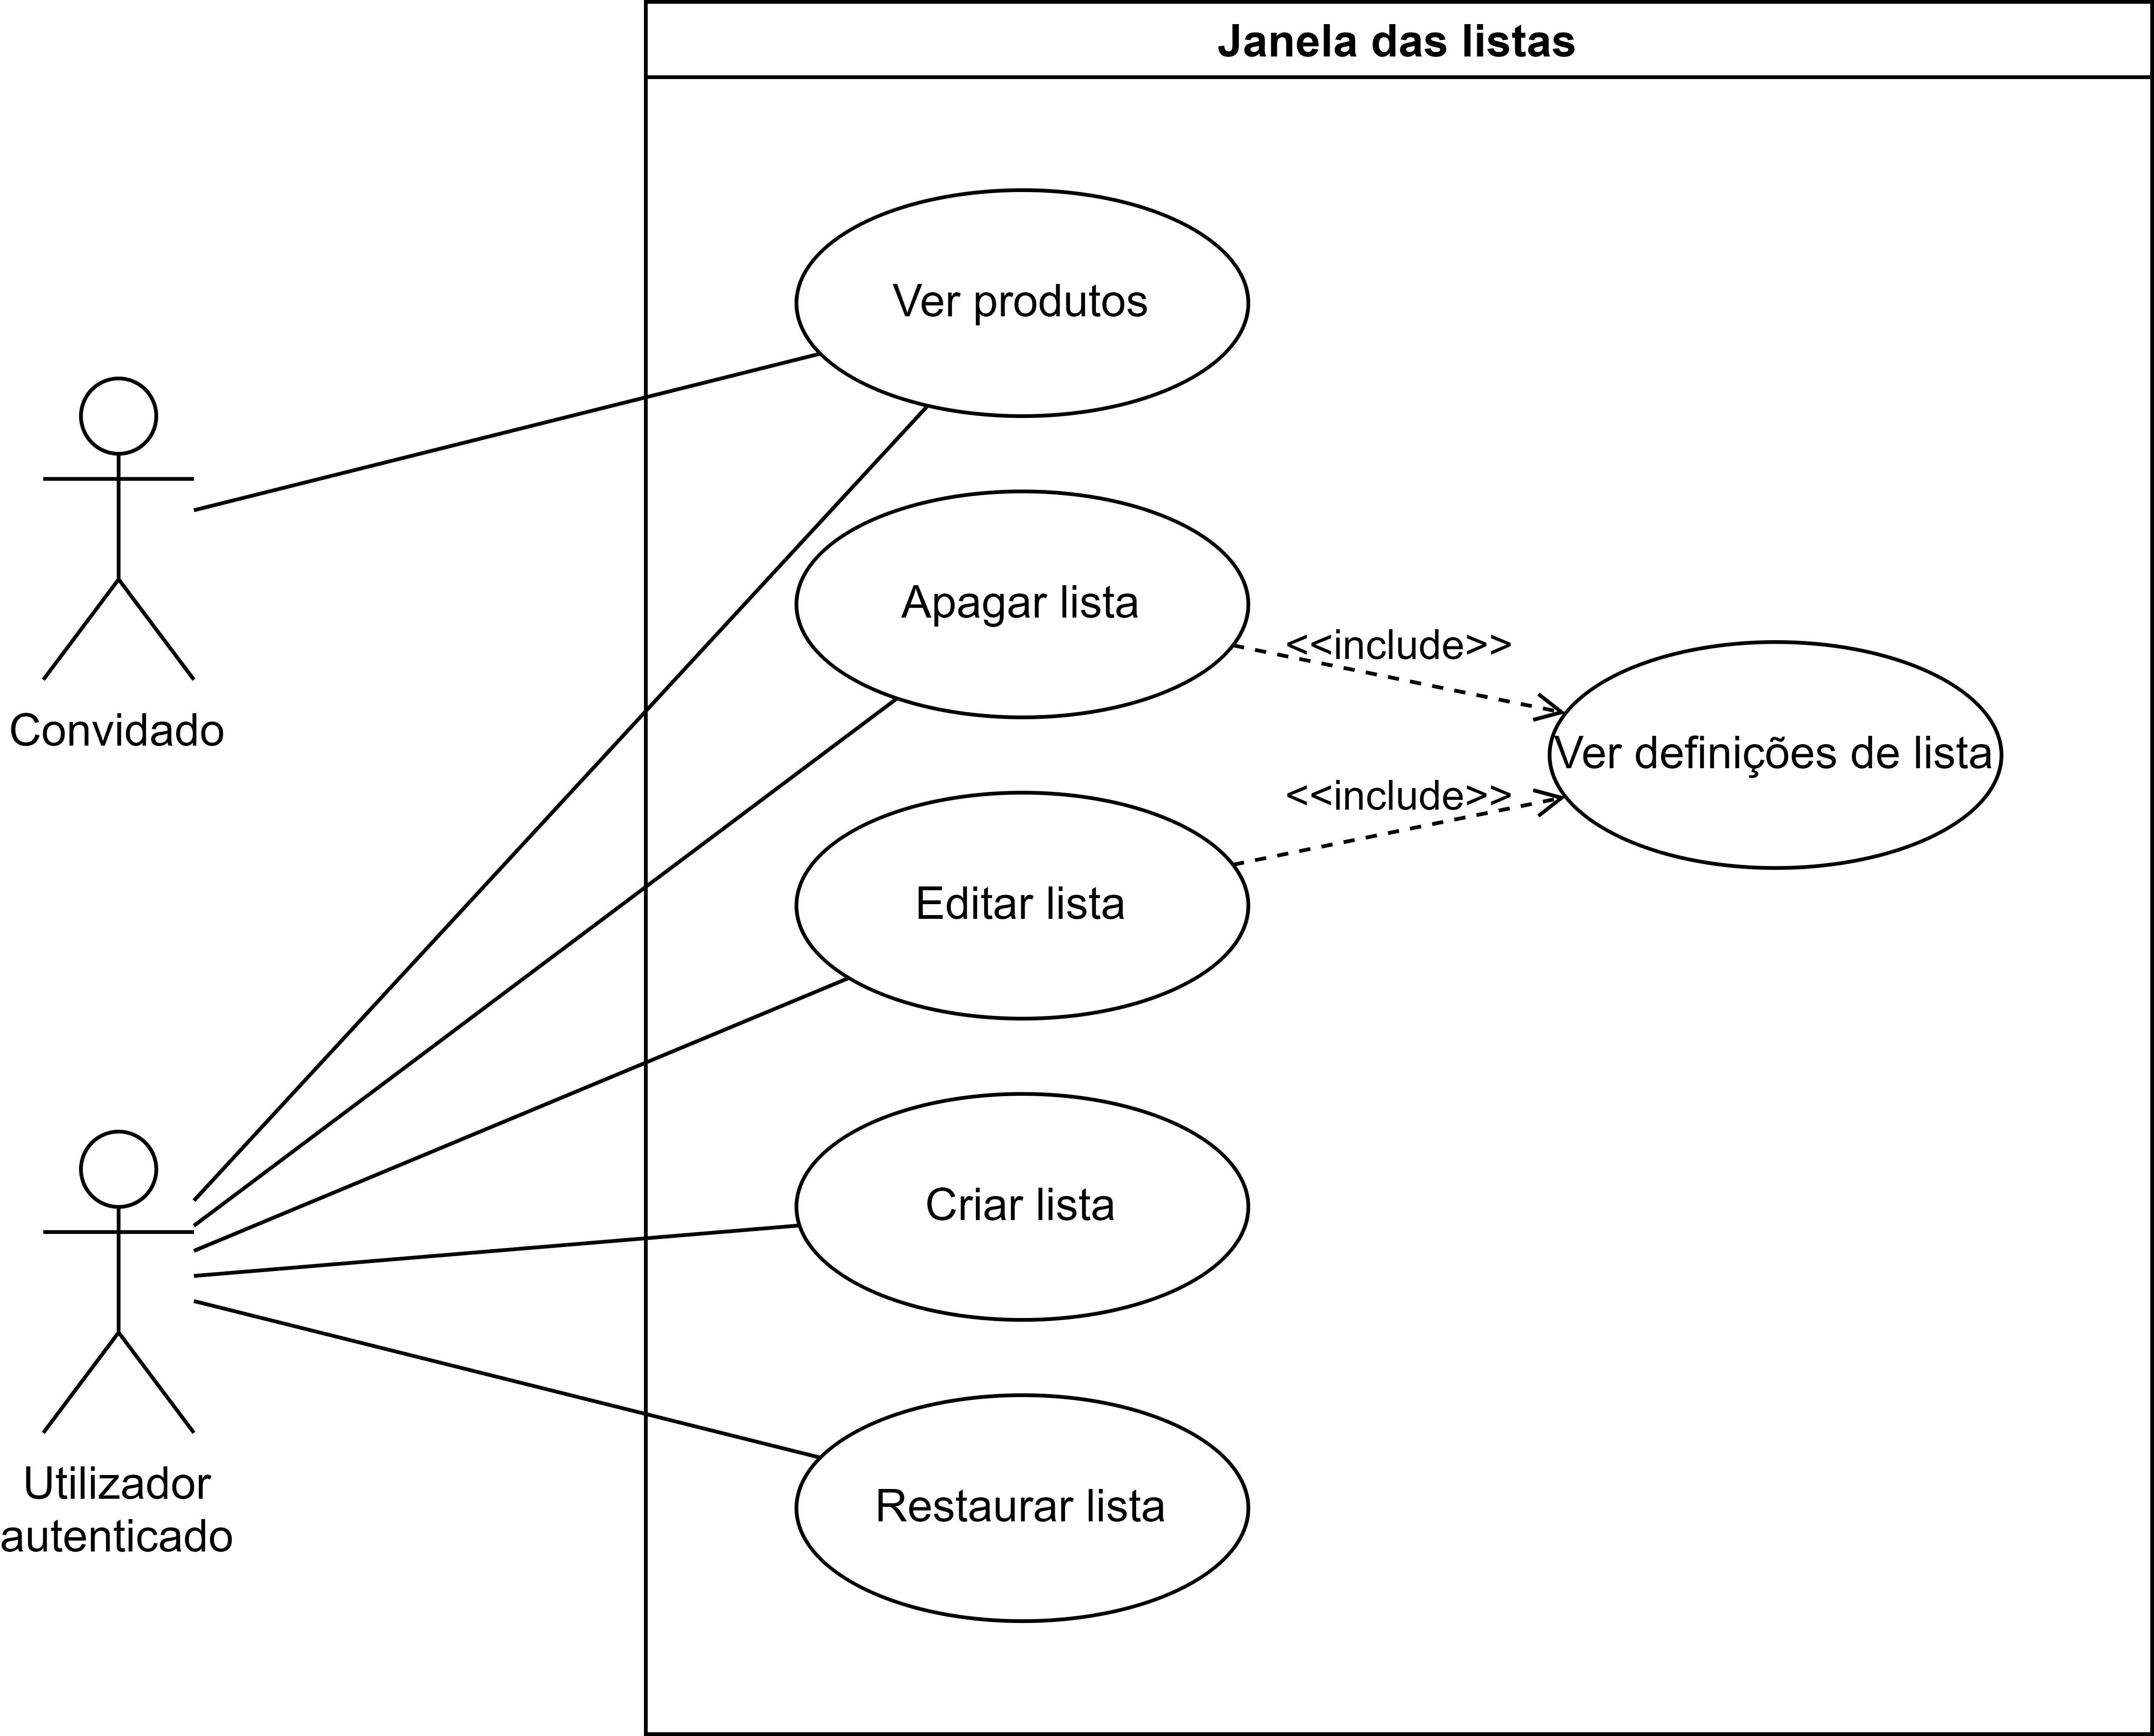 Janela das listas
Ver produtos
Apagar lista
<<include>>
Convidado
Ver definições de lista
<<include>>
Editar lista
Criar lista
Utilizador
autenticado
Restaurar lista